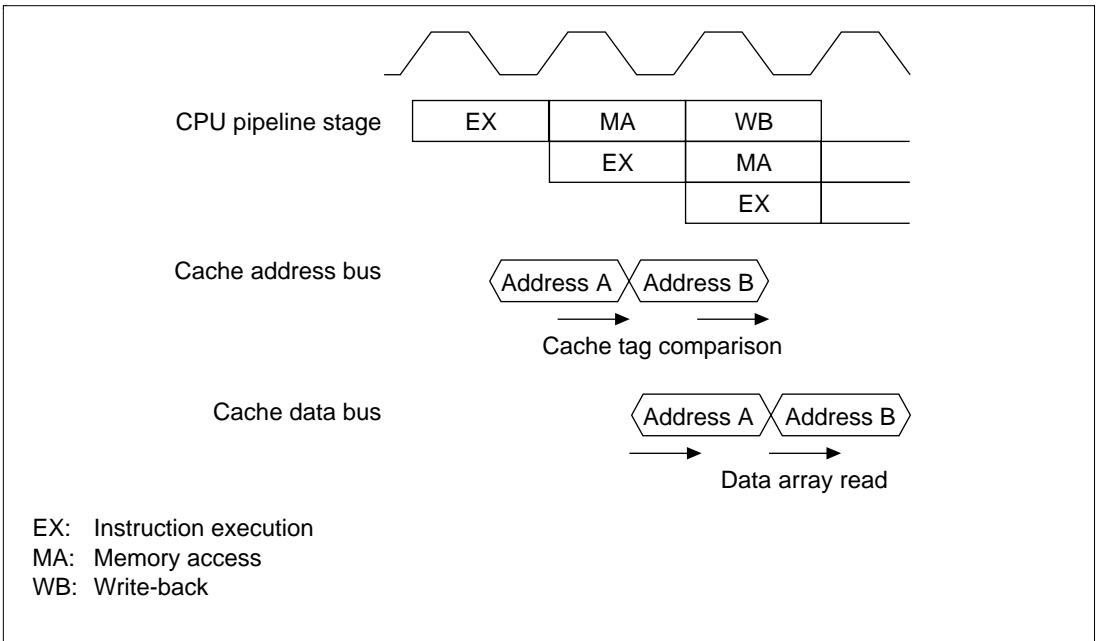 CPU pipeline stage EX MA WB
EX MA
EX
Cache address bus Address A Address B
Cache tag comparison
Cache data bus Address A Address B
Data array read
EX: Instruction execution
MA: Memory access
WB: Write-back